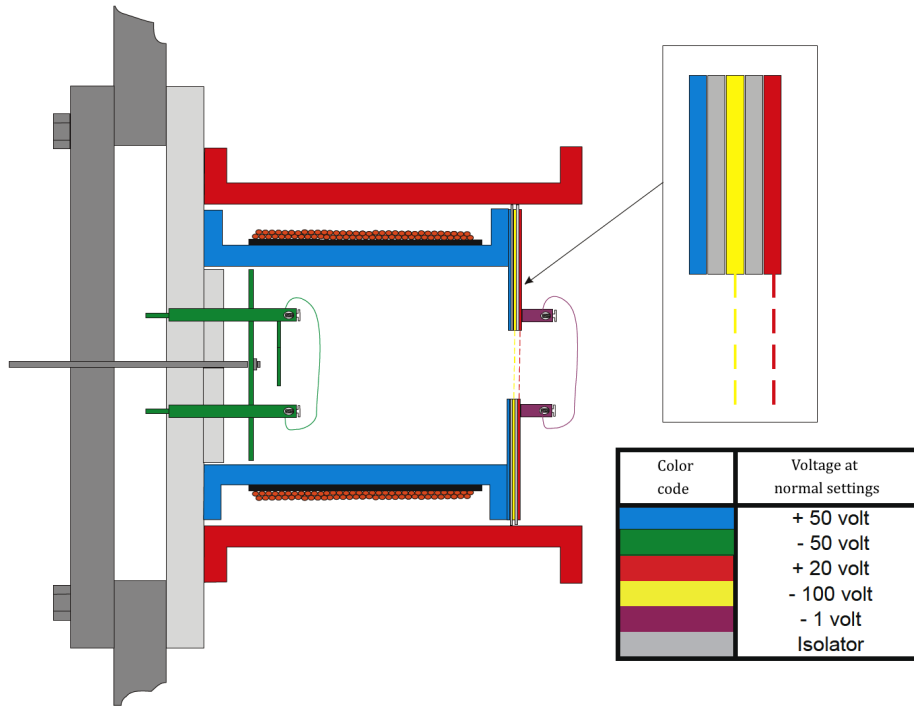 Color code
Voltage at normal settings
+ 50 volt
- 50 volt
+ 20 volt
- 100 volt
- 1 volt
Isolator